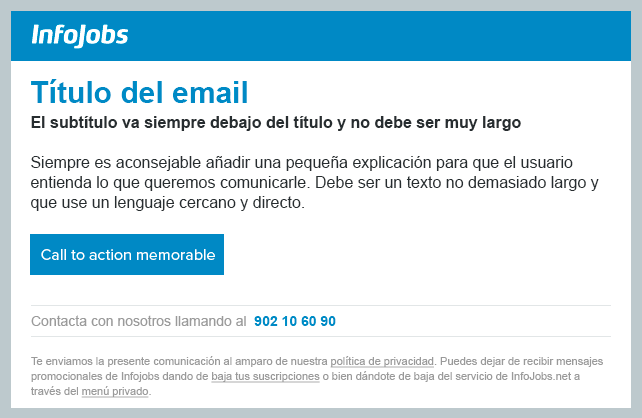 InfoJobs
Título del email
El subtítulo va siempre debajo del título y no debe ser muy largo
Siempre es aconsejable añadir una pequeña explicación para que el usuario
entienda lo que queremos comunicarle. Debe ser un texto no demasiado largo y
que use un lenguaje cercano y directo.
Call to action memorable
Contacta con nosotros llamando al 902 10 60 90
Te enviamos la presente comunicación al amparo de nuestra política de privacidad. Puedes dejar de recibir mensajes
promocionales de Infojobs dando de baja tus suscripciones o bien dándote de baja del servicio de InfoJobs.net a
través del menú privado.